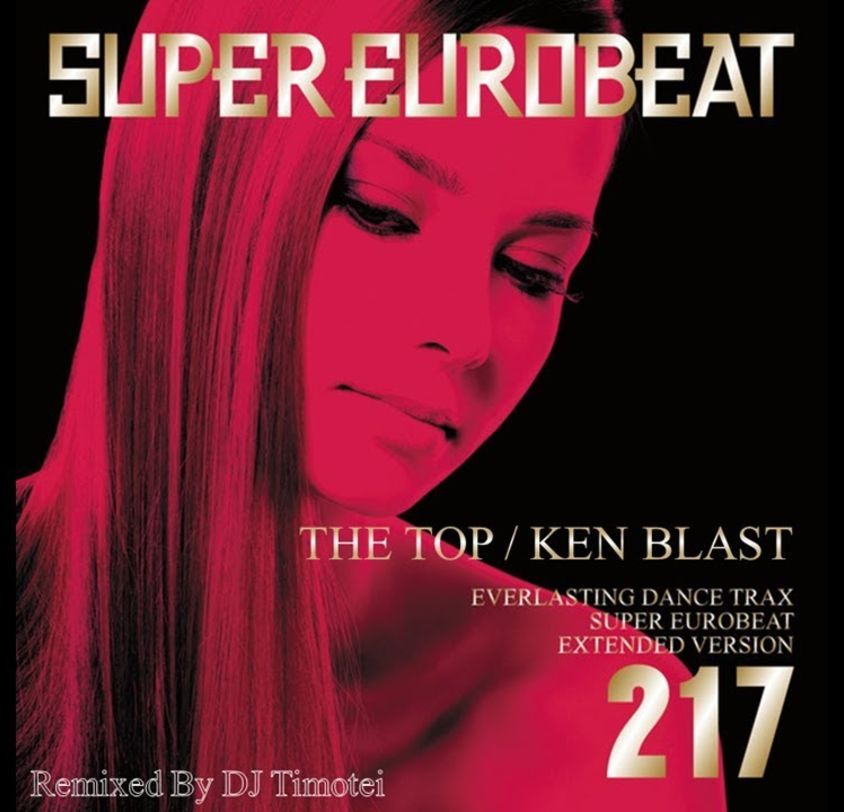 SUPER EUROBEAT
THE TOP / KEN BLAST
EVERLASTING DANCE TRAX
SUPER EUROBEAT
EXTENDED VERSION
217
Remixed By DJ Timotei